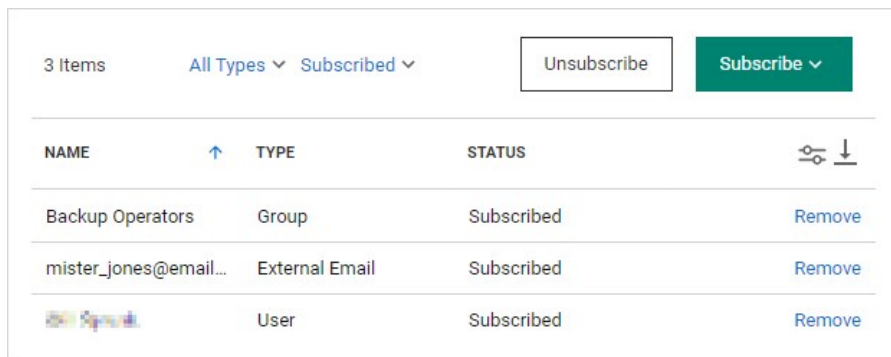 3 Items All Types Subscribed Unsubscribe Subscribe
NAME TYPE STATUS
Backup Operators Group Subscribed Remove
mister_jones@email... External Email Subscribed Remove
User Subscribed Remove